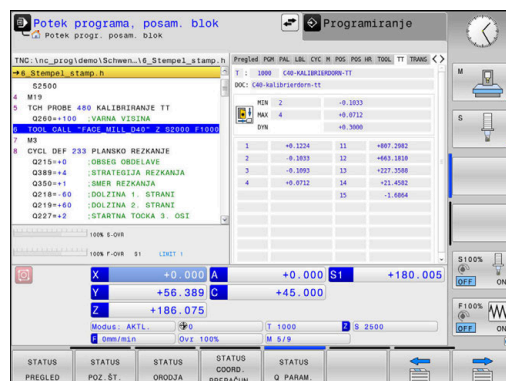 Potek programa, posam. blok
Potek progr. posam. blok
Programiranje
TNC:\nc_prog\demo\Schwen…\6_Stempel_stamp.h
→6_Stempel_stamp.h
S2500
4 M19
5 TCH PROBE 480 KALIBRIRANJE TT
Q260=+100 ;VARNA VISINA
6 TOOL CALL "FACE_MILL_D40" Z S2000 F1000
7 M3
8 CYCL DEF 233 PLANSKO REZKANJE
Q215=+0 ;OBSEG OBDELAVE
Q389=+4 ;STRATEGIJA REZKANJA
Q350=+1 ;SMER REZKANJA
Q218=-60 ;DOLZINA 1. STRANI
Q219=+60 ;DOLZINA 2. STRANI
Q227=+2 ;STARTNA TOCKA 3. OSI
100% S-OVR
100% F-OVR S1 LIMIT 1
Pregled PGM PAL LBL CYC M POS POS HR TOOL TT TRANS
T : 1000 C40-KALIBRIERDORN-TT
DOC: C40-kalibrierdorn-tt
MIN 2 -0.1033
MAX 4 +0.0712
DYN +0.3000
1 +0.1224 11 +807.2982
2 -0.1033 12 +663.1810
3 -0.1093 13 +227.3588
4 +0.0712 14 +21.4582
15 -1.6864
X +0.000 A +0.000 S1 +180.005
Y +56.389 C +45.000
Z +186.075
Modus: AKTL. 0 T 1000 Z S 2500
F 0mm/min Ovr 100% M 5/9
STATUS PREGLED
STATUS POZ.ŠT.
STATUS ORODJA
STATUS COORD. PRERAČUN.
STATUS Q PARAM.
M
S
S100%
OFF ON
F100%
OFF ON